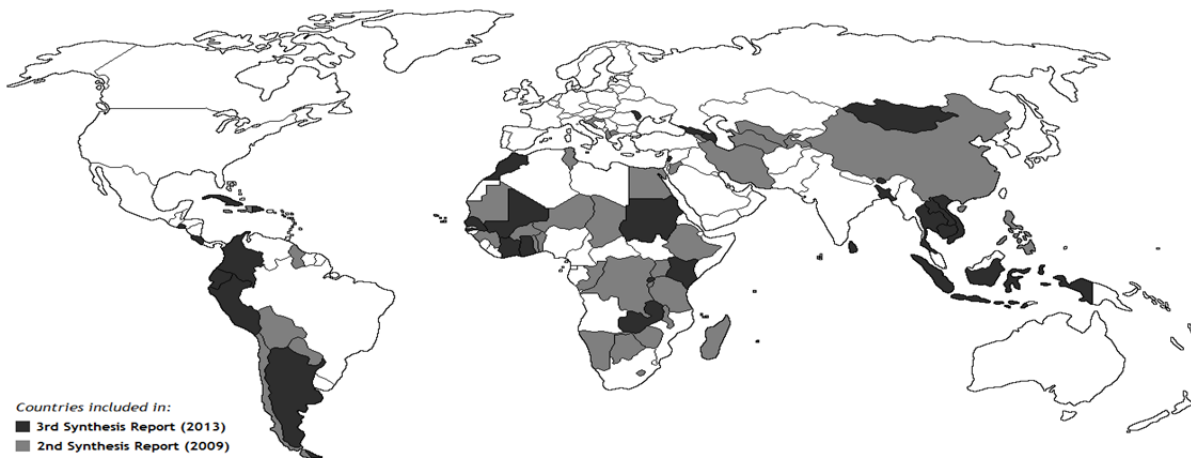 Countries included in:
3rd Synthesis Report (2013)
2nd Synthesis Report (2009)